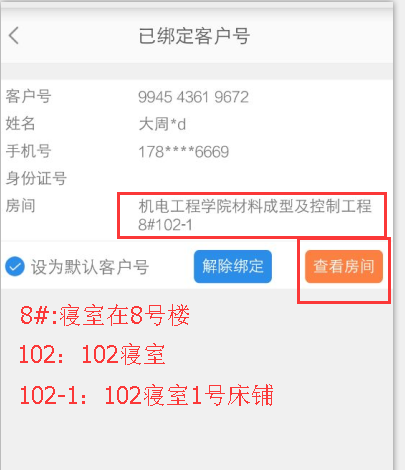 已绑定客户号
客户号 9945 4361 9672
姓名 大周*d
手机号 178****6669
身份证号
房间 机电工程学院材料成型及控制工程
8#102-1
设为默认客户号 解除绑定 查看房间
8#:寝室在8号楼
102：102寝室
102-1：102寝室1号床铺